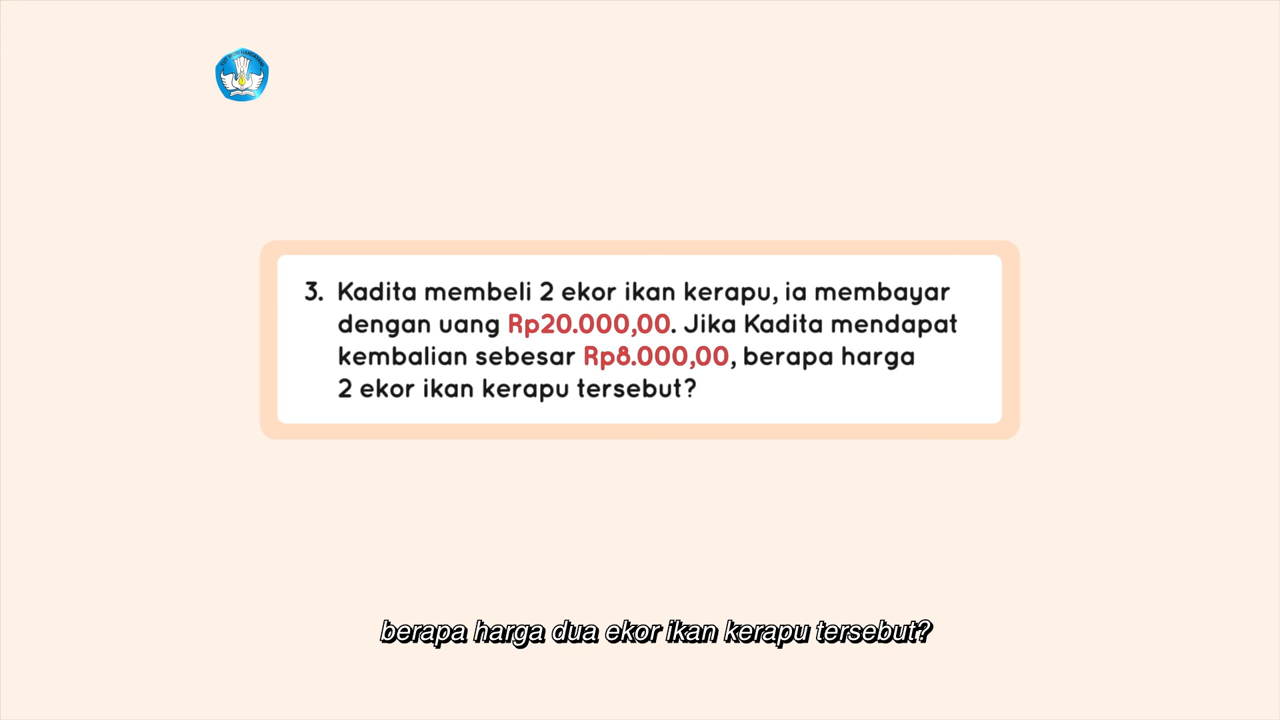 3. Kadita membeli 2 ekor ikan kerapu, ia membayar
dengan uang Rp20.000,00. Jika Kadita mendapat
kembalian sebesar Rp8.000,00, berapa harga
2 ekor ikan kerapu tersebut?
berapa harga dua ekor ikan kerapu tersebut?